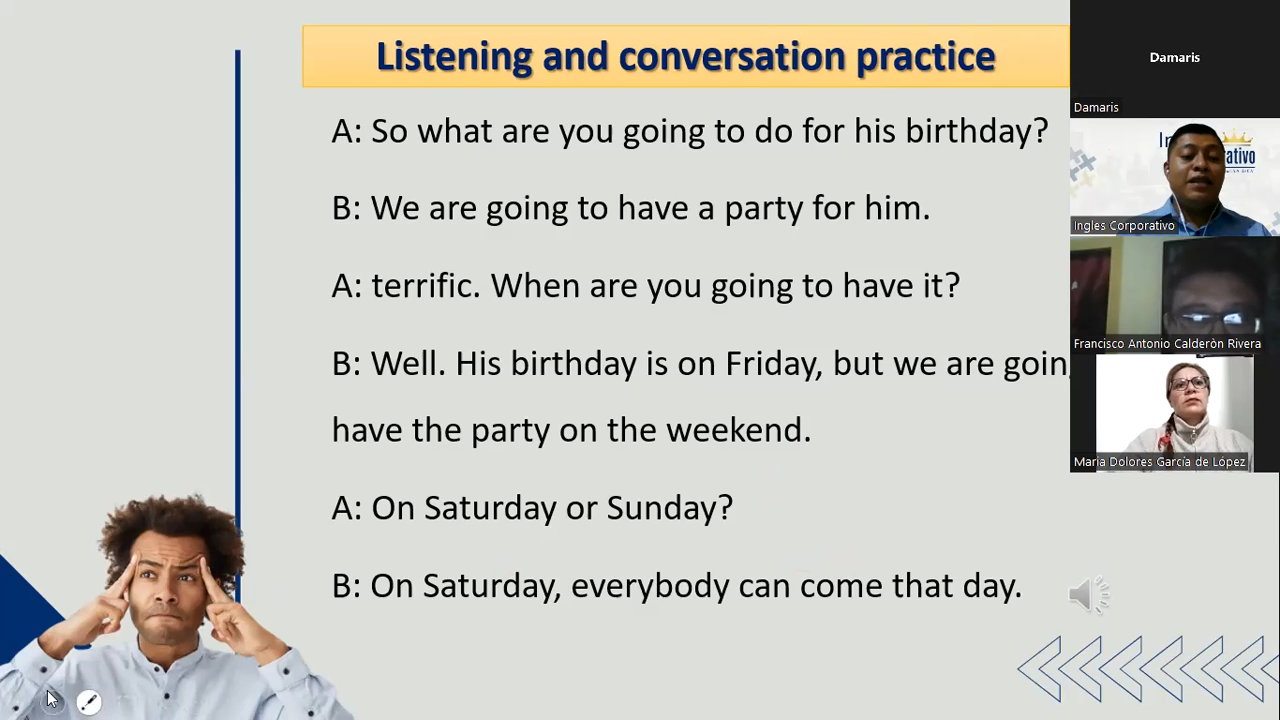 Listening and conversation practice
A: So what are you going to do for his birthday?
B: We are going to have a party for him.
A: terrific. When are you going to have it?
B: Well. His birthday is on Friday, but we are goin
have the party on the weekend.
A: On Saturday or Sunday?
B: On Saturday, everybody can come that day.
Damaris
Damaris
In
ativo
Ingles Corporativo
Francisco Antonio Calderòn Rivera
Maria Dolores García de López